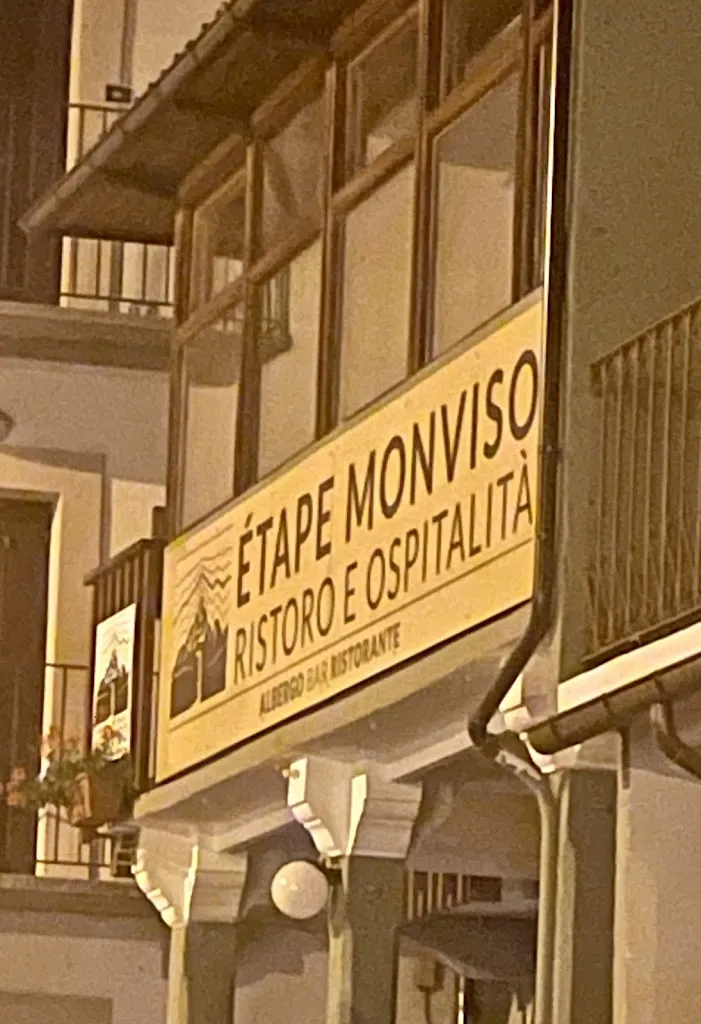 ÉTAPE MONVISO
RISTORO E OSPITALITÀ
ALBERGO BAR RISTORANTE